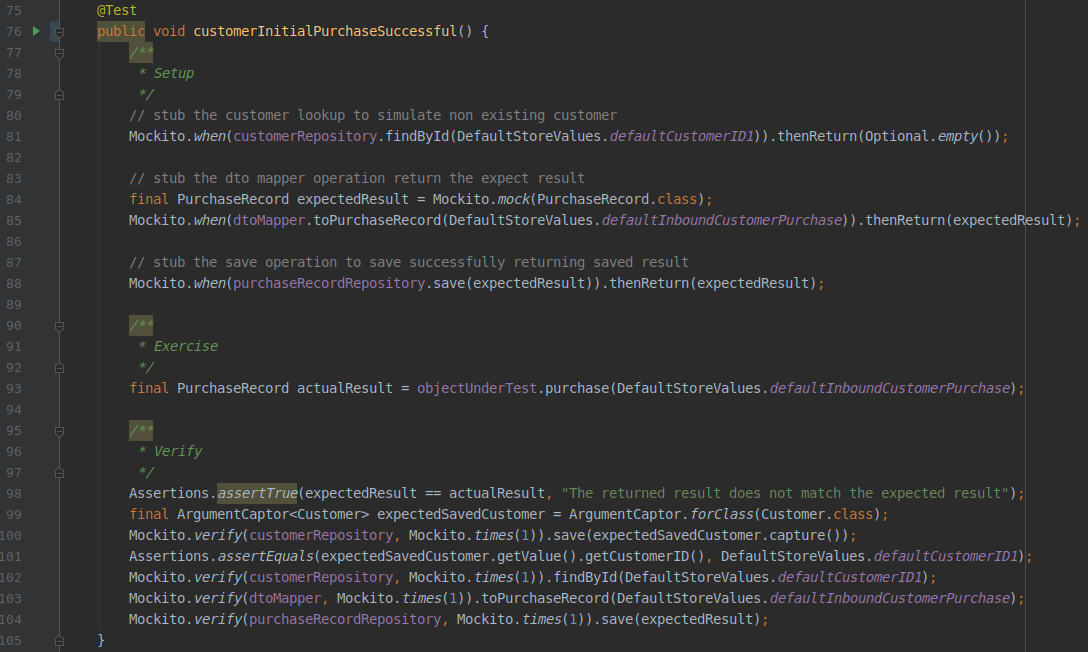 75 @Test
76 public void customerInitialPurchaseSuccessful() {
77 /**
78 * Setup
79 */
80 // stub the customer lookup to simulate non existing customer
81 Mockito.when(customerRepository.findById(DefaultStoreValues.defaultCustomerID1)).thenReturn(Optional.empty());
82
83 // stub the dto mapper operation return the expect result
84 final PurchaseRecord expectedResult = Mockito.mock(PurchaseRecord.class);
85 Mockito.when(dtoMapper.toPurchaseRecord(DefaultStoreValues.defaultInboundCustomerPurchase)).thenReturn(expectedResult);
86
87 // stub the save operation to save successfully returning saved result
88 Mockito.when(purchaseRecordRepository.save(expectedResult)).thenReturn(expectedResult);
89
90 /**
91 * Exercise
92 */
93 final PurchaseRecord actualResult = objectUnderTest.purchase(DefaultStoreValues.defaultInboundCustomerPurchase);
94
95 /**
96 * Verify
97 */
98 Assertions.assertTrue(expectedResult == actualResult, "The returned result does not match the expected result");
99 final ArgumentCaptor<Customer> expectedSavedCustomer = ArgumentCaptor.forClass(Customer.class);
100 Mockito.verify(customerRepository, Mockito.times(1)).save(expectedSavedCustomer.capture());
101 Assertions.assertEquals(expectedSavedCustomer.getValue().getCustomerID(), DefaultStoreValues.defaultCustomerID1);
102 Mockito.verify(customerRepository, Mockito.times(1)).findById(DefaultStoreValues.defaultCustomerID1);
103 Mockito.verify(dtoMapper, Mockito.times(1)).toPurchaseRecord(DefaultStoreValues.defaultInboundCustomerPurchase);
104 Mockito.verify(purchaseRecordRepository, Mockito.times(1)).save(expectedResult);
105 }